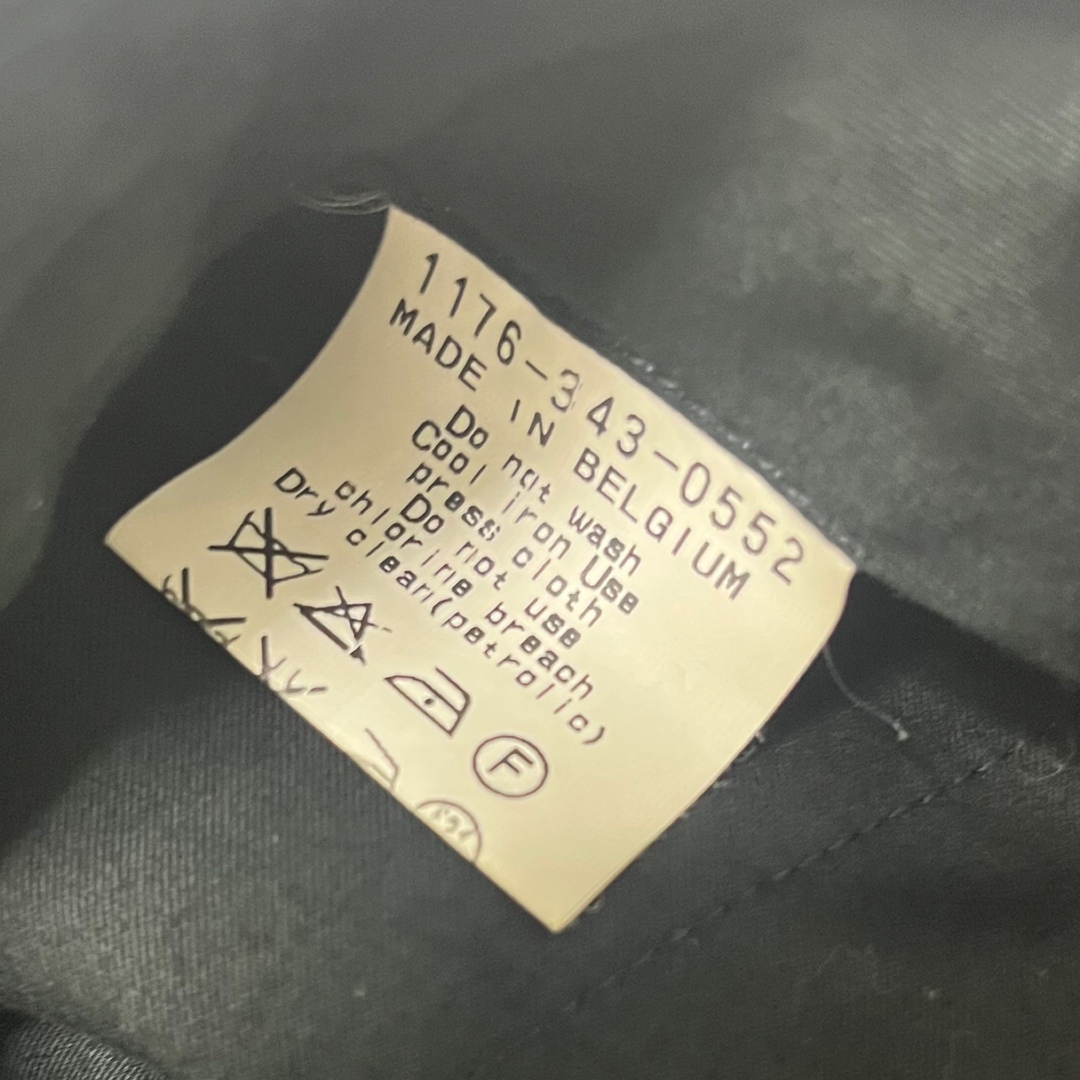 1176-343-0552
MADE IN BELGIUM
Do not wash
Cool iron Use
press cloth
Do not use
chlorine breach
Dry clean(petrolic)
F